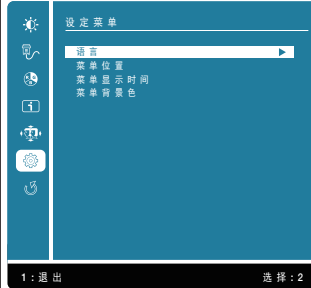 设定菜单
语言
菜单位置
菜单显示时间
菜单背景色
1:退出 选择:2